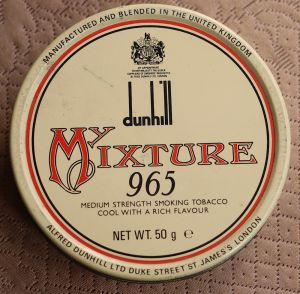 MANUFACTURED AND BLENDED IN THE UNITED KINGDOM
dunhill
MY MIXTURE
965
MEDIUM STRENGTH SMOKING TOBACCO
COOL WITH A RICH FLAVOUR
NET WT. 50 g e
ALFRED DUNHILL LTD DUKE STREET ST JAMES'S, LONDON